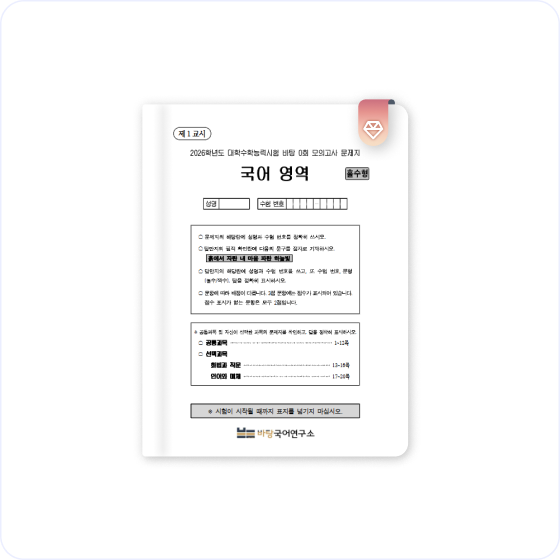 제 1 교시
2026학년도 대학수학능력시험 바탕 0회 모의고사 문제지
국어 영역
홀수형
성명
수험 번호
○ 문제지의 해당란에 성명과 수험 번호를 정확히 쓰시오.
○ 답안지의 필적 확인란에 다음의 문구를 정자로 기재하시오.
흙에서 자란 내 마음 파란 하늘빛
○ 답안지의 해당란에 성명과 수험 번호를 쓰고, 또 수험 번호, 문형
(홀수/짝수), 답을 정확히 표시하시오.
○ 문항에 따라 배점이 다릅니다. 3점 문항에는 점수가 표시되어 있습니다.
점수 표시가 없는 문항은 모두 2점입니다.
※ 공통과목 및 자신이 선택한 과목의 문제지를 확인하고, 답을 정확히 표시하시오.
○ 공통과목 1~12쪽
○ 선택과목
화법과 작문 13~16쪽
언어와 매체 17~20쪽
※ 시험이 시작될 때까지 표지를 넘기지 마십시오.
바탕국어연구소